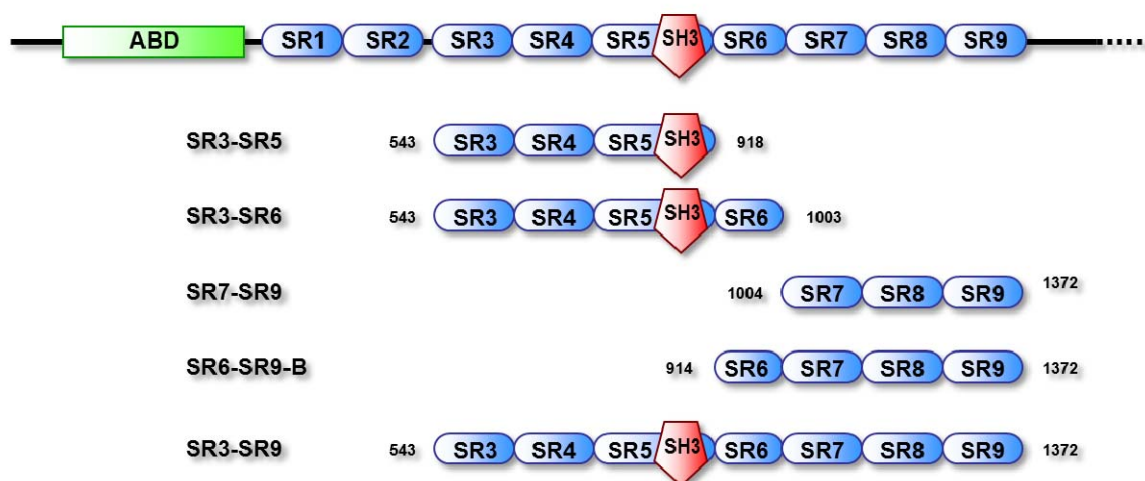 ABD SR1 SR2 SR3 SR4 SR5 SH3 SR6 SR7 SR8 SR9
SR3-SR5 543 SR3 SR4 SR5 SH3 918
SR3-SR6 543 SR3 SR4 SR5 SH3 SR6 1003
SR7-SR9 1004 SR7 SR8 SR9 1372
SR6-SR9-B 914 SR6 SR7 SR8 SR9 1372
SR3-SR9 543 SR3 SR4 SR5 SH3 SR6 SR7 SR8 SR9 1372